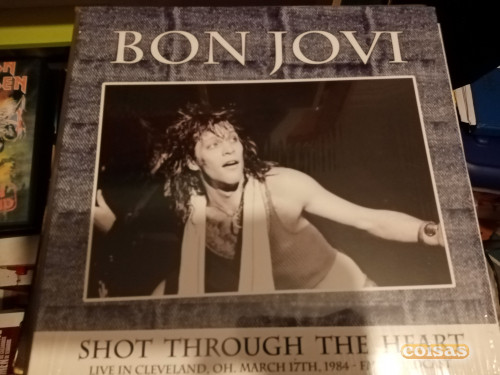 BON JOVI
SHOT THROUGH THE HEART
LIVE IN CLEVELAND, OH. MARCH 17TH, 1984 -
coisas